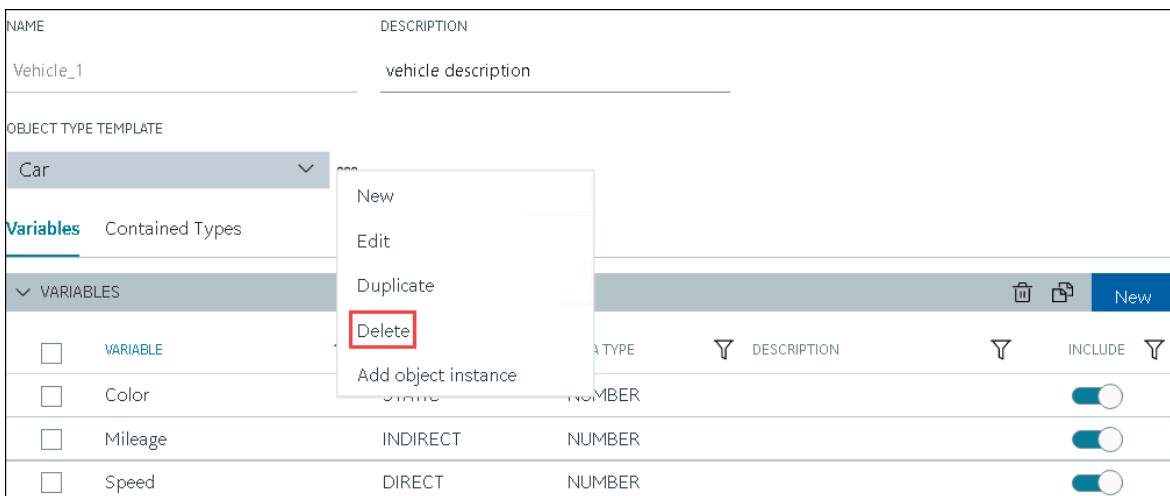 NAME DESCRIPTION
Vehicle_1 vehicle description
OBJECT TYPE TEMPLATE
Car
New
Variables Contained Types
Edit
Duplicate
VARIABLES New
Delete
VARIABLE A TYPE DESCRIPTION INCLUDE
Add object instance
Color STATIC NUMBER
Mileage INDIRECT NUMBER
Speed DIRECT NUMBER